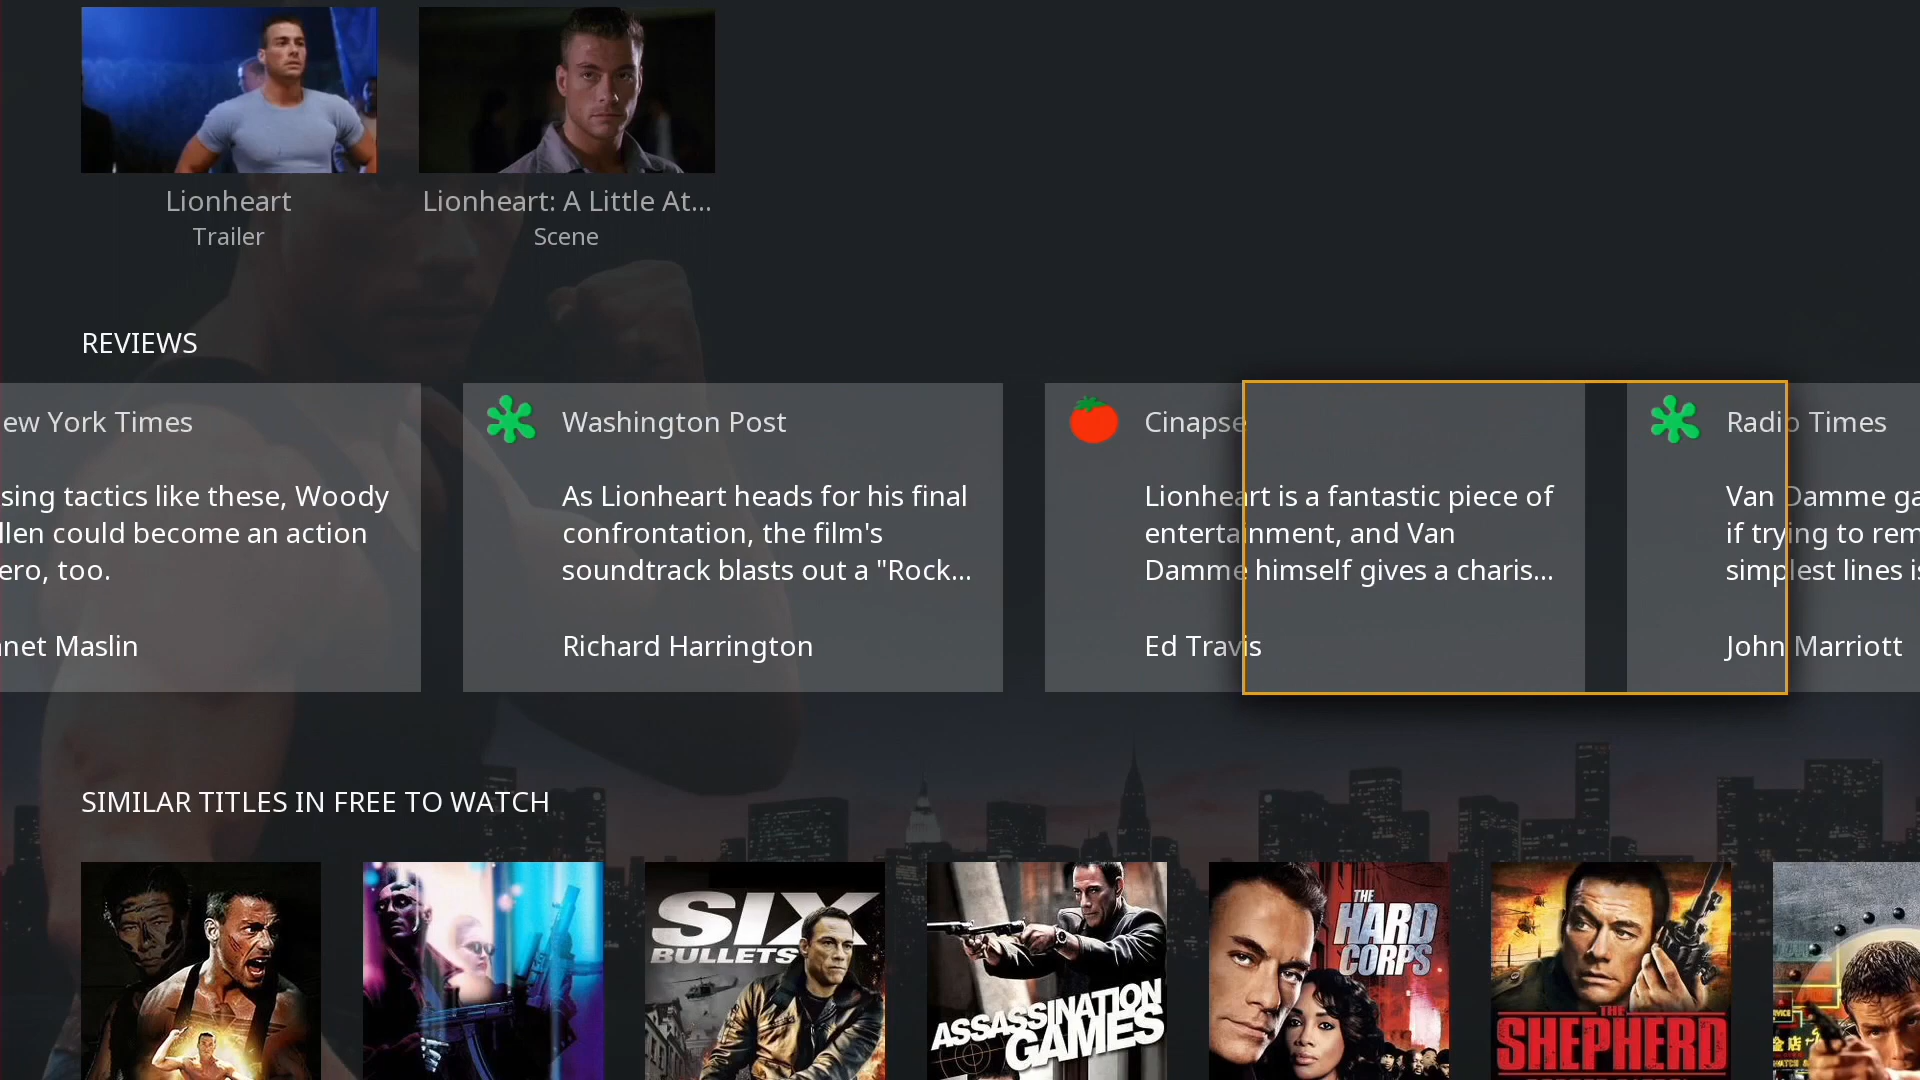 Lionheart
Trailer
Lionheart: A Little At...
Scene
REVIEWS
ew York Times
sing tactics like these, Woody
llen could become an action
ero, too.
net Maslin
Washington Post
As Lionheart heads for his final
confrontation, the film's
soundtrack blasts out a "Rock...
Richard Harrington
Cinapse
Lionheart is a fantastic piece of
entertainment, and Van
Damme himself gives a charis...
Ed Travis
Radio Times
Van Damme ga
if trying to rem
simplest lines is
John Marriott
SIMILAR TITLES IN FREE TO WATCH
SIX
BULLETS
ASSASSINATION
GAMES
THE
HARD
CORPS
THE
SHEPHERD